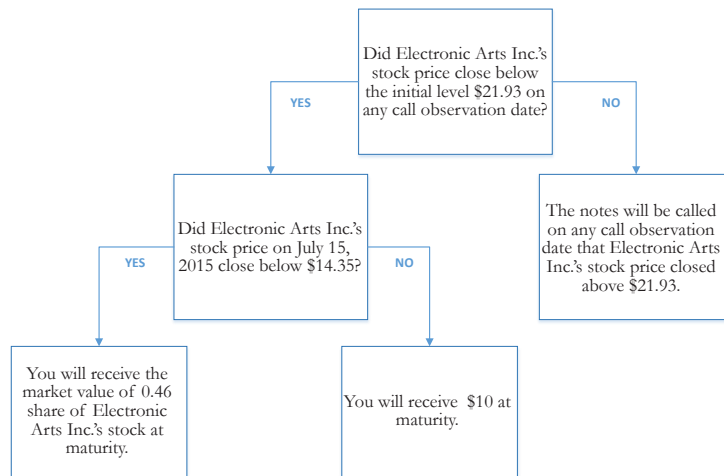 Did Electronic Arts Inc.'s
stock price close below
the initial level $21.93 on
any call observation date?
YES
NO
Did Electronic Arts Inc.'s
stock price on July 15,
2015 close below $14.35?
The notes will be called
on any call observation
date that Electronic Arts
Inc.'s stock price closed
above $21.93.
YES
NO
You will receive the
market value of 0.46
share of Electronic
Arts Inc.'s stock at
maturity.
You will receive $10 at
maturity.